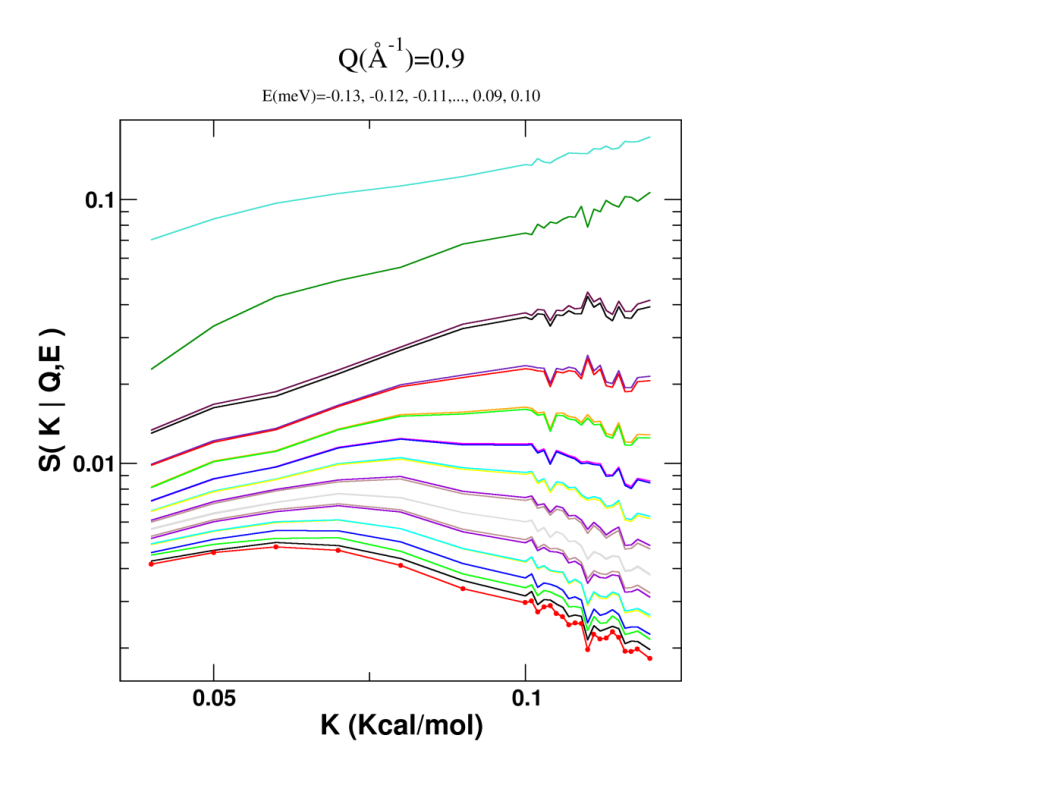 Q(Å-1)=0.9
E(meV)=-0.13, -0.12, -0.11,..., 0.09, 0.10
0.1
0.01
S( K | Q,E )
0.05 0.1
K (Kcal/mol)